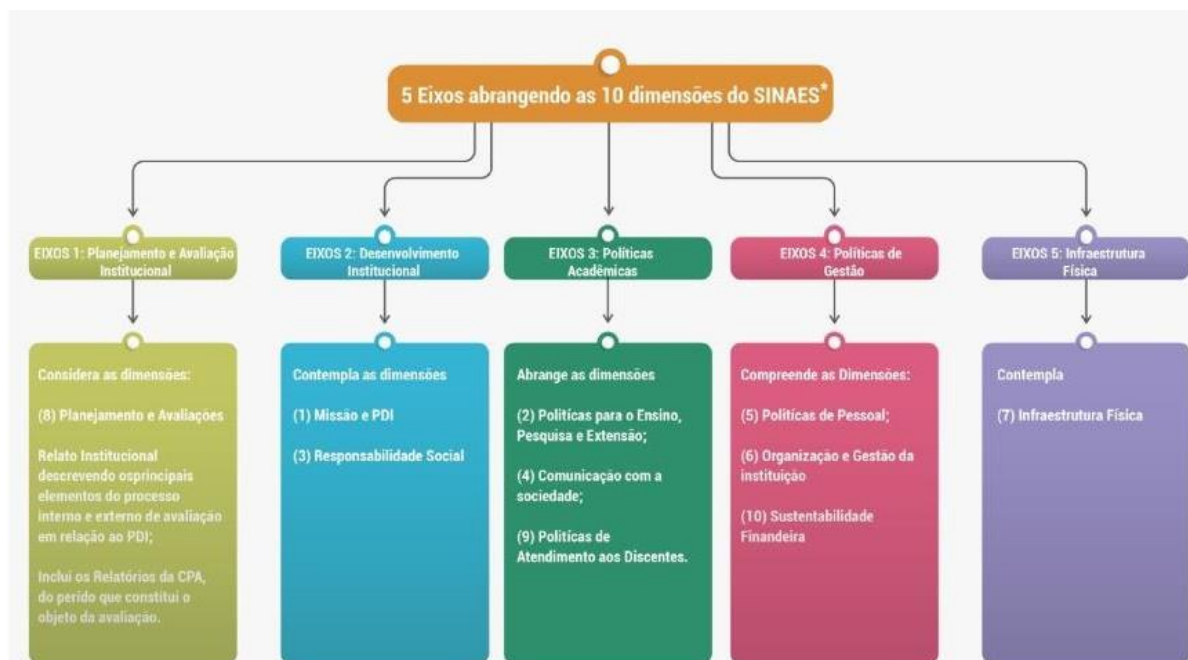 5 Eixos abrangendo as 10 dimensões do SINAES*
EIXOS 1: Planejamento e Avaliação
Institucional
EIXOS 2: Desenvolvimento
Institucional
EIXOS 3: Políticas
Acadêmicas
EIXOS 4: Políticas de
Gestão
EIXOS 5: Infraestrutura
Física
Considera as dimensões:
(8) Planejamento e Avaliações
Relato Institucional
descrevendo osprincipais
elementos do processo
interno e externo de avaliação
em relação ao PDI;
Inclui os Relatórios da CPA,
do perído que constitui o
objeto da avaliação.
Contempla as dimensões
(1) Missão e PDI
(3) Responsabilidade Social
Abrange as dimensões
(2) Políticas para o Ensino,
Pesquisa e Extensão;
(4) Comunicação com a
sociedade;
(9) Políticas de
Atendimento aos Discentes.
Compreende as Dimensões:
(5) Políticas de Pessoal;
(6) Organização e Gestão da
instituição
(10) Sustentabilidade
Financeira
Contempla
(7) Infraestrutura Física